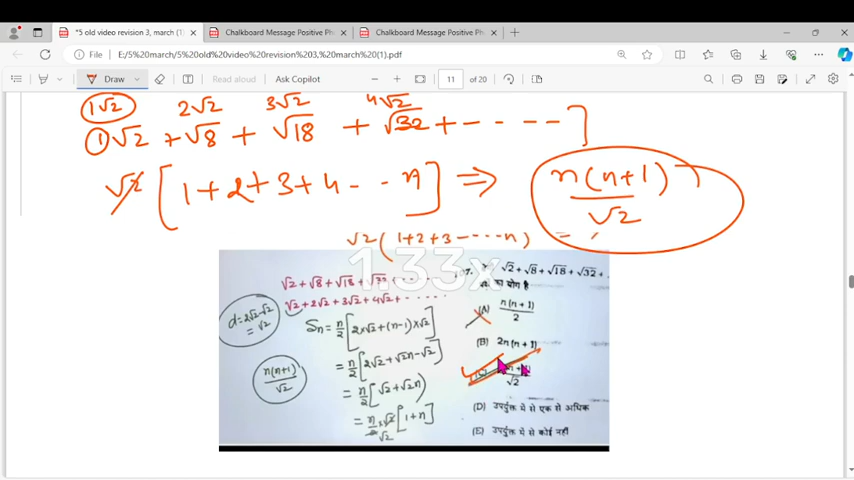 *5 old video revision 3, march (1)
Chalkboard Message Positive Ph
Chalkboard Message Positive Ph
File E:/5%20march/5%20old%20video%20revision%203,%20march%20(1).pdf
Draw Read aloud Ask Copilot 11 of 20
1√2 2√2 3√2 4√2
1√2 + √8 + √18 + √32 + - - - - - ]
√2 [ 1+2+3+4 - - n ] ⇒ n(n+1)/√2
√2 ( 1+2+3 ----- n) =
1.33x
√2 + √8 + √18 + √32 + . . . . . .
√2 + 2√2 + 3√2 + 4√2 + . . . . . .
d = 2√2 - √2
= √2
Sn = n/2 [2×√2 + (n-1)×√2]
= n/2 [2√2 + √2n - √2]
= n/2 [√2 + √2n]
= n/2 × √2 [1+n]
√2
n(n+1)/√2
√2 + √8 + √18 + √32 +
का योग है
(A) n(n + 1)/2
(B) 2n(n + 1)
(C) √2
(D) उपर्युक्त में से एक से अधिक
(E) उपर्युक्त में से कोई नहीं